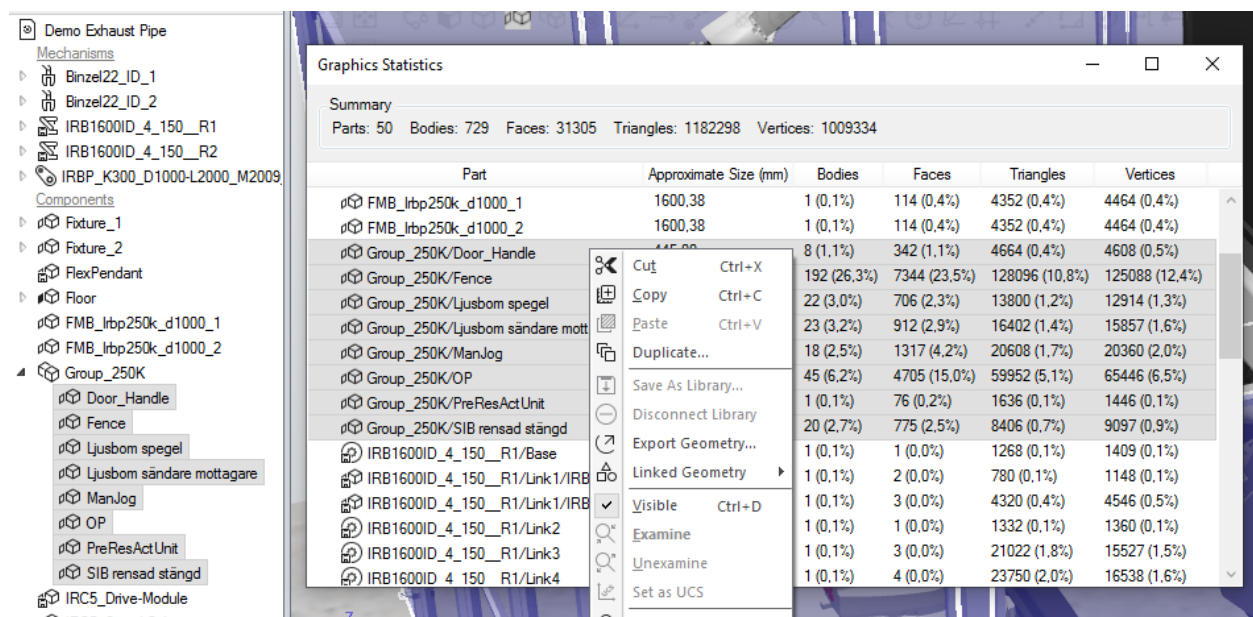 Demo Exhaust Pipe
Mechanisms
Binzel22_ID_1
Binzel22_ID_2
IRB1600ID_4_150__R1
IRB1600ID_4_150__R2
IRBP_K300_D1000-L2000_M2009_
Components
Fixture_1
Fixture_2
FlexPendant
Floor
FMB_Irbp250k_d1000_1
FMB_Irbp250k_d1000_2
Group_250K
Door_Handle
Fence
Ljusbom spegel
Ljusbom sändare mottagare
ManJog
OP
PreResActUnit
SIB rensad stängd
IRC5_Drive-Module
Graphics Statistics
Summary
Parts: 50 Bodies: 729 Faces: 31305 Triangles: 1182298 Vertices: 1009334
Part Approximate Size (mm) Bodies Faces Triangles Vertices
FMB_Irbp250k_d1000_1 1600,38 1 (0,1%) 114 (0,4%) 4352 (0,4%) 4464 (0,4%)
FMB_Irbp250k_d1000_2 1600,38 1 (0,1%) 114 (0,4%) 4352 (0,4%) 4464 (0,4%)
Group_250K/Door_Handle 8 (1,1%) 342 (1,1%) 4664 (0,4%) 4608 (0,5%)
Group_250K/Fence 192 (26,3%) 7344 (23,5%) 128096 (10,8%) 125088 (12,4%)
Group_250K/Ljusbom spegel 22 (3,0%) 706 (2,3%) 13800 (1,2%) 12914 (1,3%)
Group_250K/Ljusbom sändare mott 23 (3,2%) 912 (2,9%) 16402 (1,4%) 15857 (1,6%)
Group_250K/ManJog 18 (2,5%) 1317 (4,2%) 20608 (1,7%) 20360 (2,0%)
Group_250K/OP 45 (6,2%) 4705 (15,0%) 59952 (5,1%) 65446 (6,5%)
Group_250K/PreResActUnit 1 (0,1%) 76 (0,2%) 1636 (0,1%) 1446 (0,1%)
Group_250K/SIB rensad stängd 20 (2,7%) 775 (2,5%) 8406 (0,7%) 9097 (0,9%)
IRB1600ID_4_150__R1/Base 1 (0,1%) 1 (0,0%) 1268 (0,1%) 1409 (0,1%)
IRB1600ID_4_150__R1/Link1/IRB 1 (0,1%) 2 (0,0%) 780 (0,1%) 1148 (0,1%)
IRB1600ID_4_150__R1/Link1/IRB 1 (0,1%) 3 (0,0%) 4320 (0,4%) 4546 (0,5%)
IRB1600ID_4_150__R1/Link2 1 (0,1%) 1 (0,0%) 1332 (0,1%) 1360 (0,1%)
IRB1600ID_4_150__R1/Link3 1 (0,1%) 3 (0,0%) 21022 (1,8%) 15527 (1,5%)
IRB1600ID_4_150__R1/Link4 1 (0,1%) 4 (0,0%) 23750 (2,0%) 16538 (1,6%)
Cut Ctrl+X
Copy Ctrl+C
Paste Ctrl+V
Duplicate...
Save As Library...
Disconnect Library
Export Geometry...
Linked Geometry
Visible Ctrl+D
Examine
Unexamine
Set as UCS